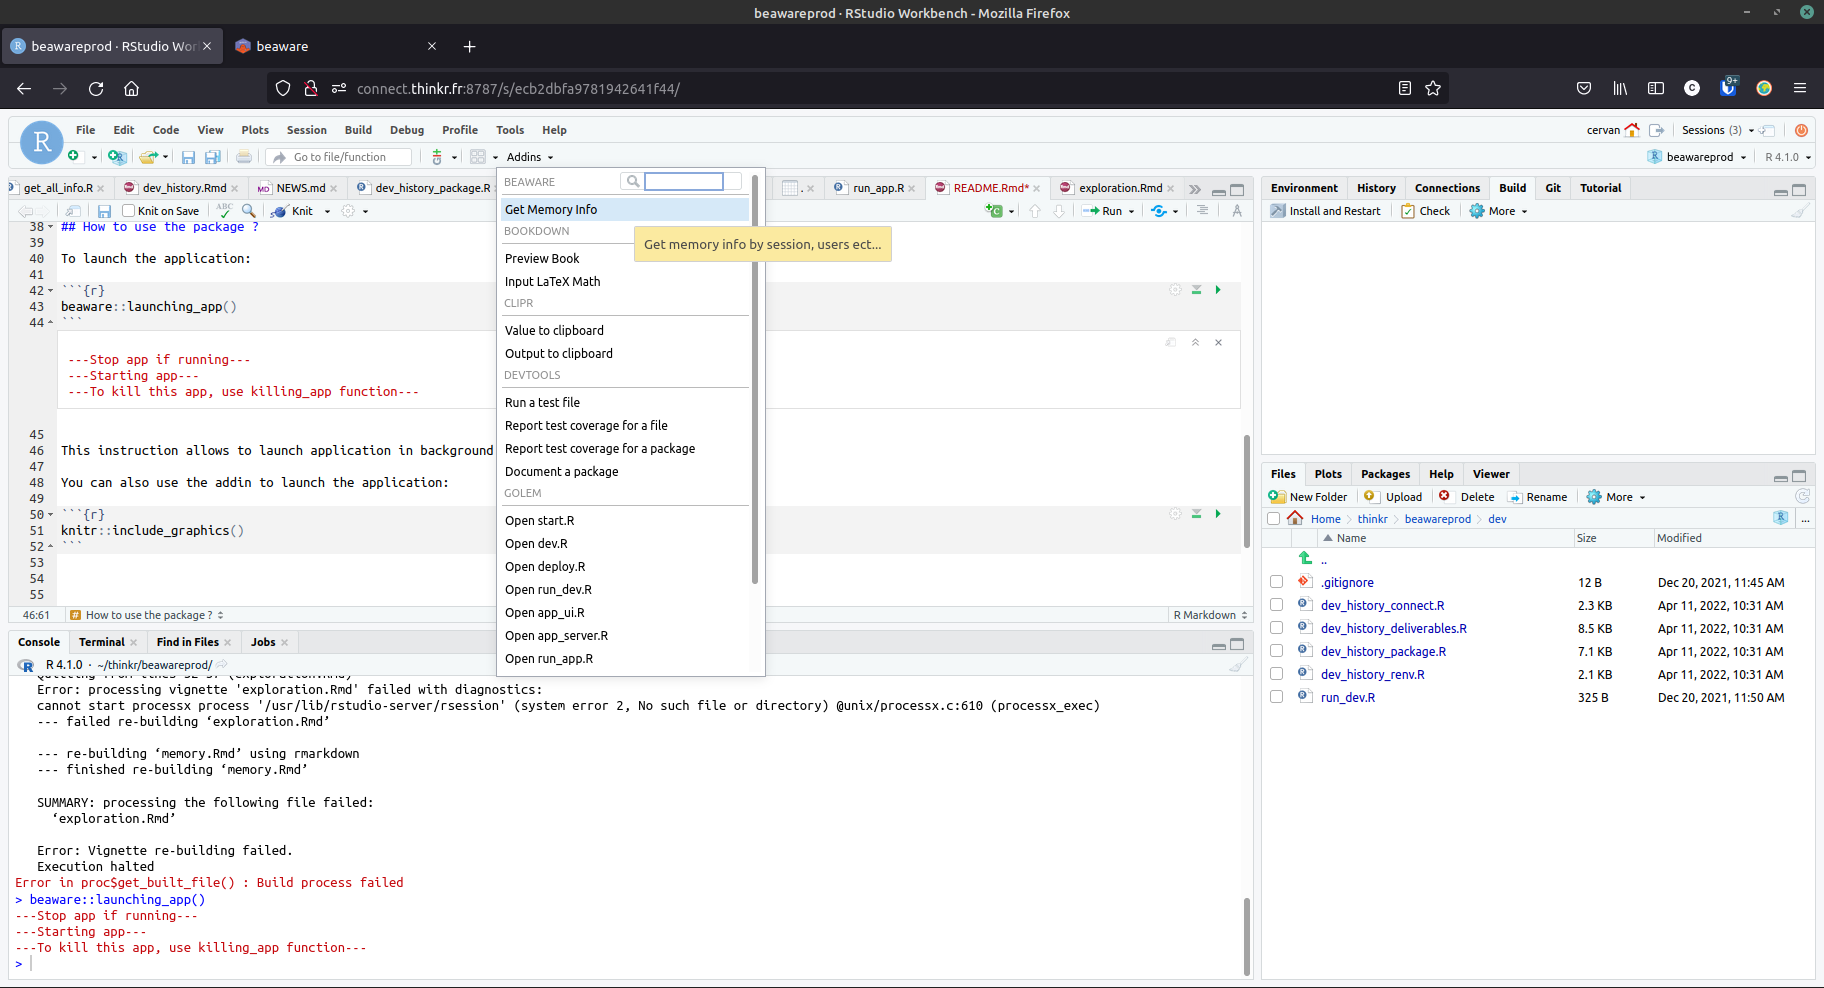 beawareprod · RStudio Workbench - Mozilla Firefox
beawareprod · RStudio Wor
beaware
connect.thinkr.fr:8787/s/ecb2dbfa9781942641f44/
9+
File Edit Code View Plots Session Build Debug Profile Tools Help
cervan Sessions (3)
Go to file/function Addins
beawareprod R 4.1.0
get_all_info.R dev_history.Rmd NEWS.md dev_history_package.R . run_app.R README.Rmd* exploration.Rmd
Knit on Save Knit Run
38 ## How to use the package ?
39
40 To launch the application:
41
42 ```{r}
43 beaware::launching_app()
44 ```
---Stop app if running---
---Starting app---
---To kill this app, use killing_app function---
45
46 This instruction allows to launch application in background
47
48 You can also use the addin to launch the application:
49
50 ```{r}
51 knitr::include_graphics()
52 ```
53
54
55
46:61 # How to use the package ? R Markdown
BEAWARE
Get Memory Info
Get memory info by session, users ect...
BOOKDOWN
Preview Book
Input LaTeX Math
CLIPR
Value to clipboard
Output to clipboard
DEVTOOLS
Run a test file
Report test coverage for a file
Report test coverage for a package
Document a package
GOLEM
Open start.R
Open dev.R
Open deploy.R
Open run_dev.R
Open app_ui.R
Open app_server.R
Open run_app.R
Console Terminal Find in Files Jobs
R 4.1.0 · ~/thinkr/beawareprod/
Error: processing vignette 'exploration.Rmd' failed with diagnostics:
cannot start processx process '/usr/lib/rstudio-server/rsession' (system error 2, No such file or directory) @unix/processx.c:610 (processx_exec)
--- failed re-building ‘exploration.Rmd’
--- re-building ‘memory.Rmd’ using rmarkdown
--- finished re-building ‘memory.Rmd’
SUMMARY: processing the following file failed:
‘exploration.Rmd’
Error: Vignette re-building failed.
Execution halted
Error in proc$get_built_file() : Build process failed
> beaware::launching_app()
---Stop app if running---
---Starting app---
---To kill this app, use killing_app function---
>
Environment History Connections Build Git Tutorial
Install and Restart Check More
Files Plots Packages Help Viewer
New Folder Upload Delete Rename More
Home thinkr beawareprod dev ...
Name Size Modified
..
.gitignore 12 B Dec 20, 2021, 11:45 AM
dev_history_connect.R 2.3 KB Apr 11, 2022, 10:31 AM
dev_history_deliverables.R 8.5 KB Apr 11, 2022, 10:31 AM
dev_history_package.R 7.1 KB Apr 11, 2022, 10:31 AM
dev_history_renv.R 2.1 KB Apr 11, 2022, 10:31 AM
run_dev.R 325 B Dec 20, 2021, 11:50 AM